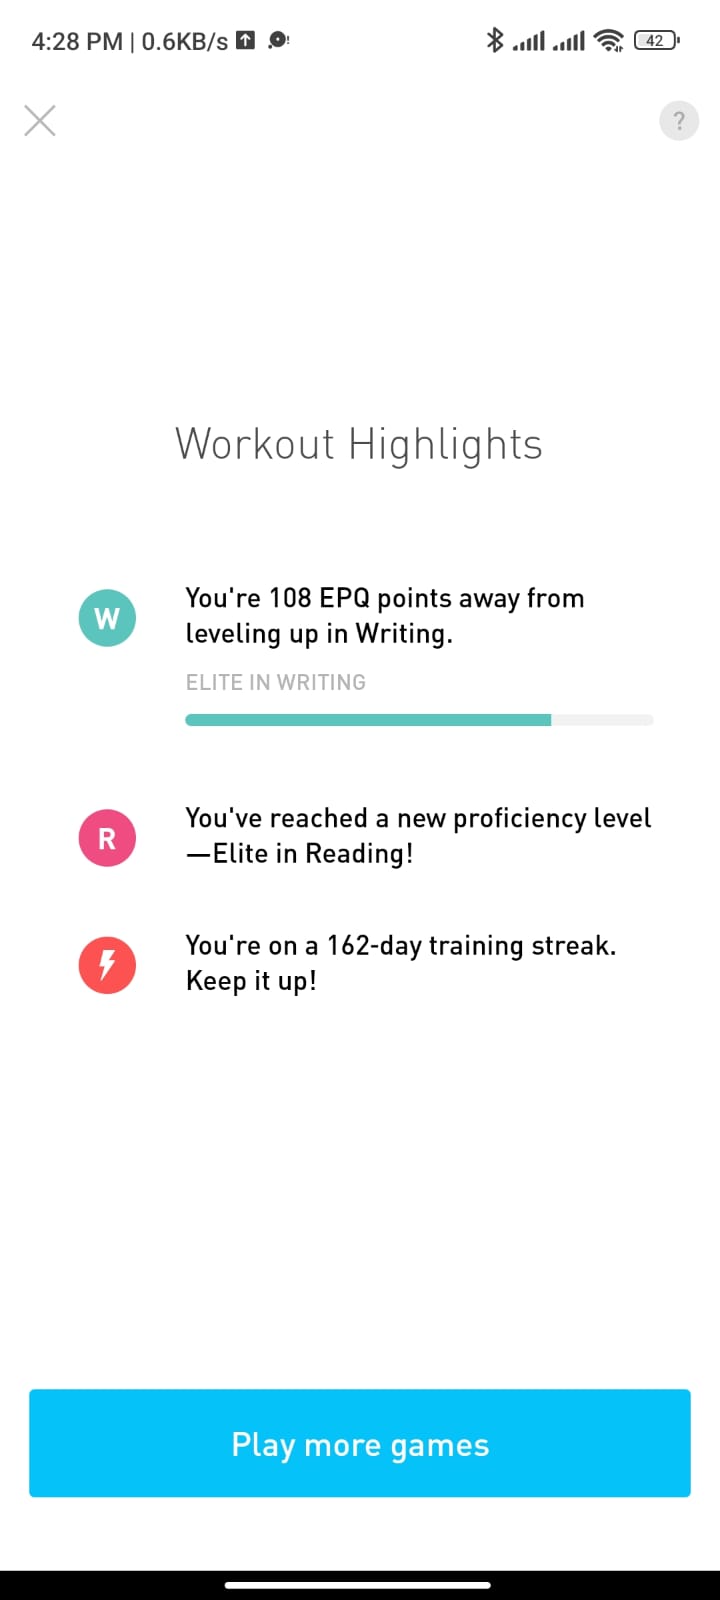 4:28 PM | 0.6KB/s
42
?
Workout Highlights
W
You're 108 EPQ points away from
leveling up in Writing.
ELITE IN WRITING
R
You've reached a new proficiency level
—Elite in Reading!
You're on a 162-day training streak.
Keep it up!
Play more games